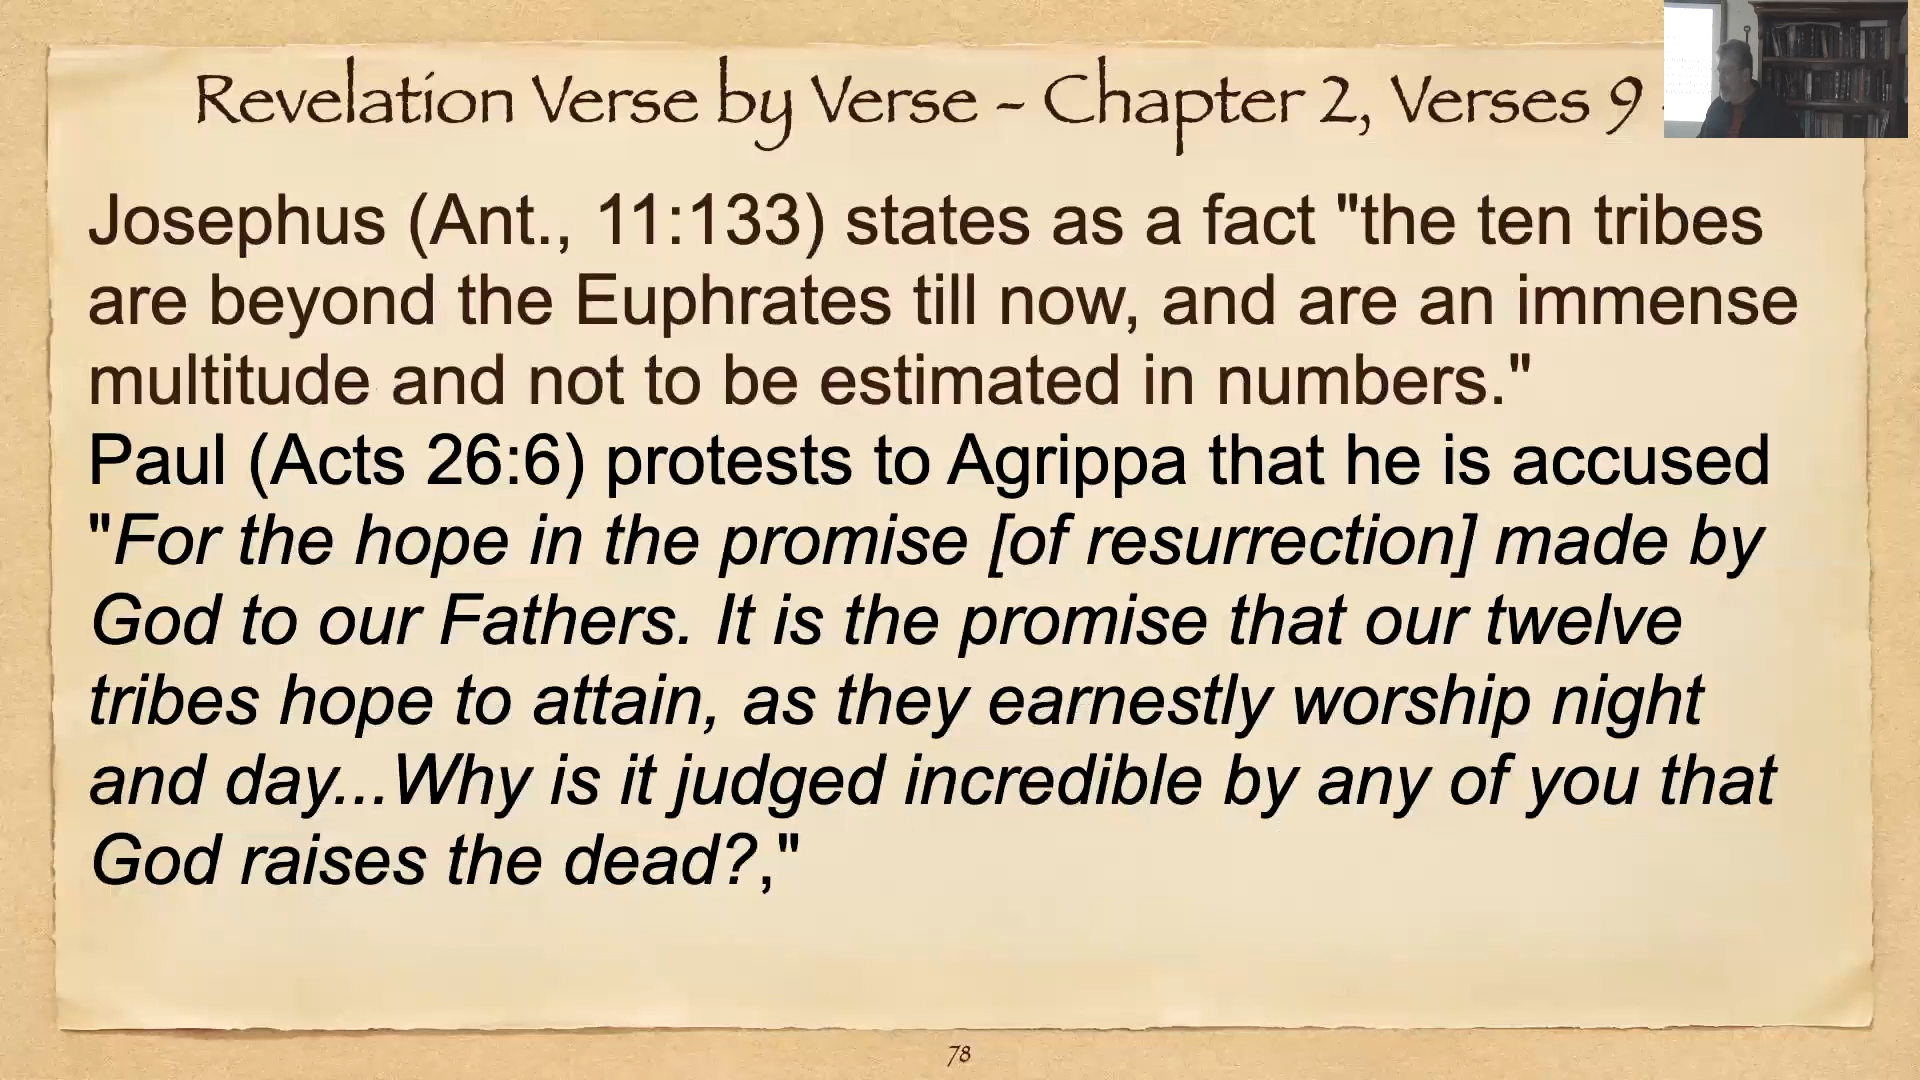 Revelation Verse by Verse - Chapter 2, Verses 9
Josephus (Ant., 11:133) states as a fact "the ten tribes
are beyond the Euphrates till now, and are an immense
multitude and not to be estimated in numbers."
Paul (Acts 26:6) protests to Agrippa that he is accused
"For the hope in the promise [of resurrection] made by
God to our Fathers. It is the promise that our twelve
tribes hope to attain, as they earnestly worship night
and day...Why is it judged incredible by any of you that
God raises the dead?,"
78